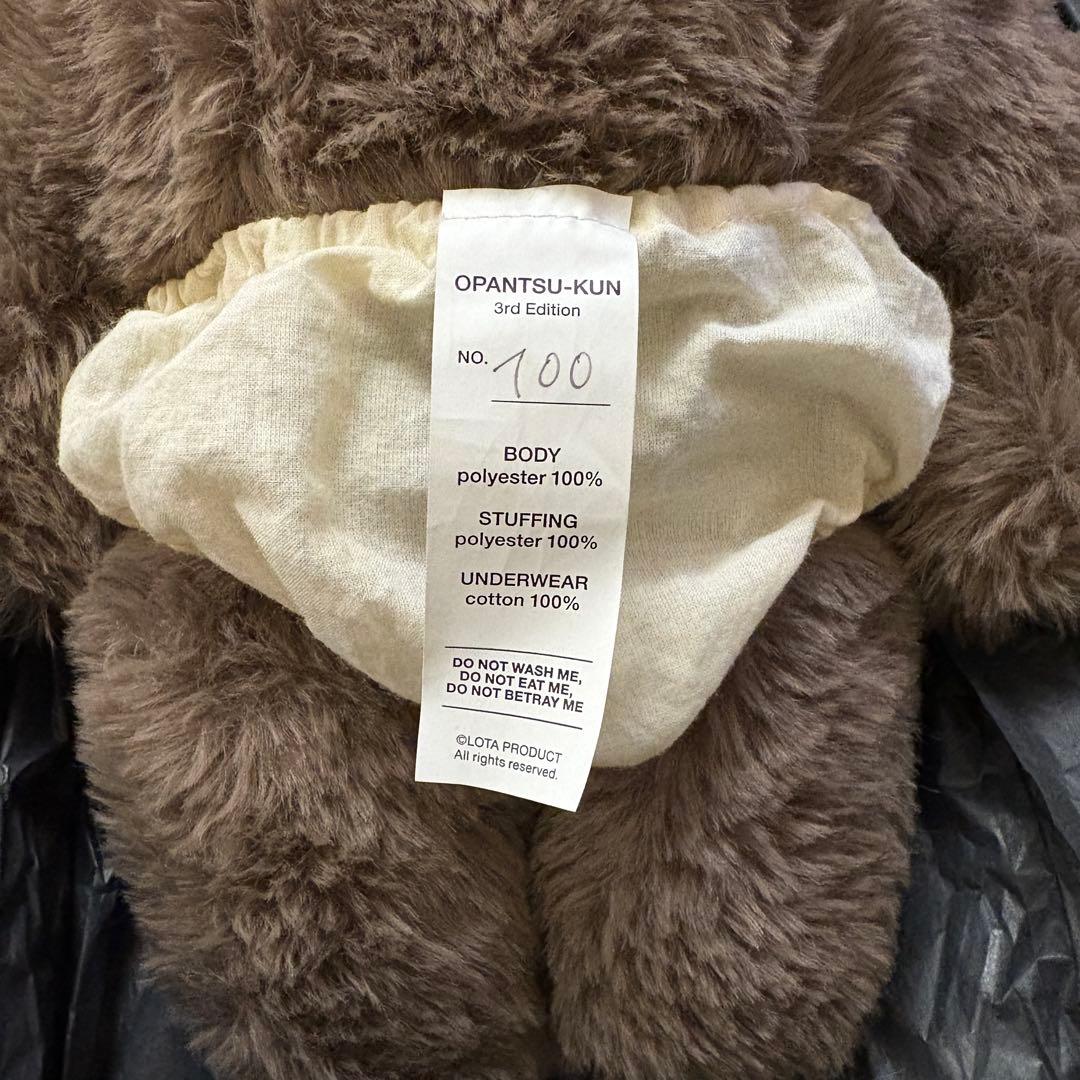 OPANTSU-KUN
3rd Edition
NO. 100
BODY
polyester 100%
STUFFING
polyester 100%
UNDERWEAR
cotton 100%
DO NOT WASH ME,
DO NOT EAT ME,
DO NOT BETRAY ME
©LOTA PRODUCT
All rights reserved.